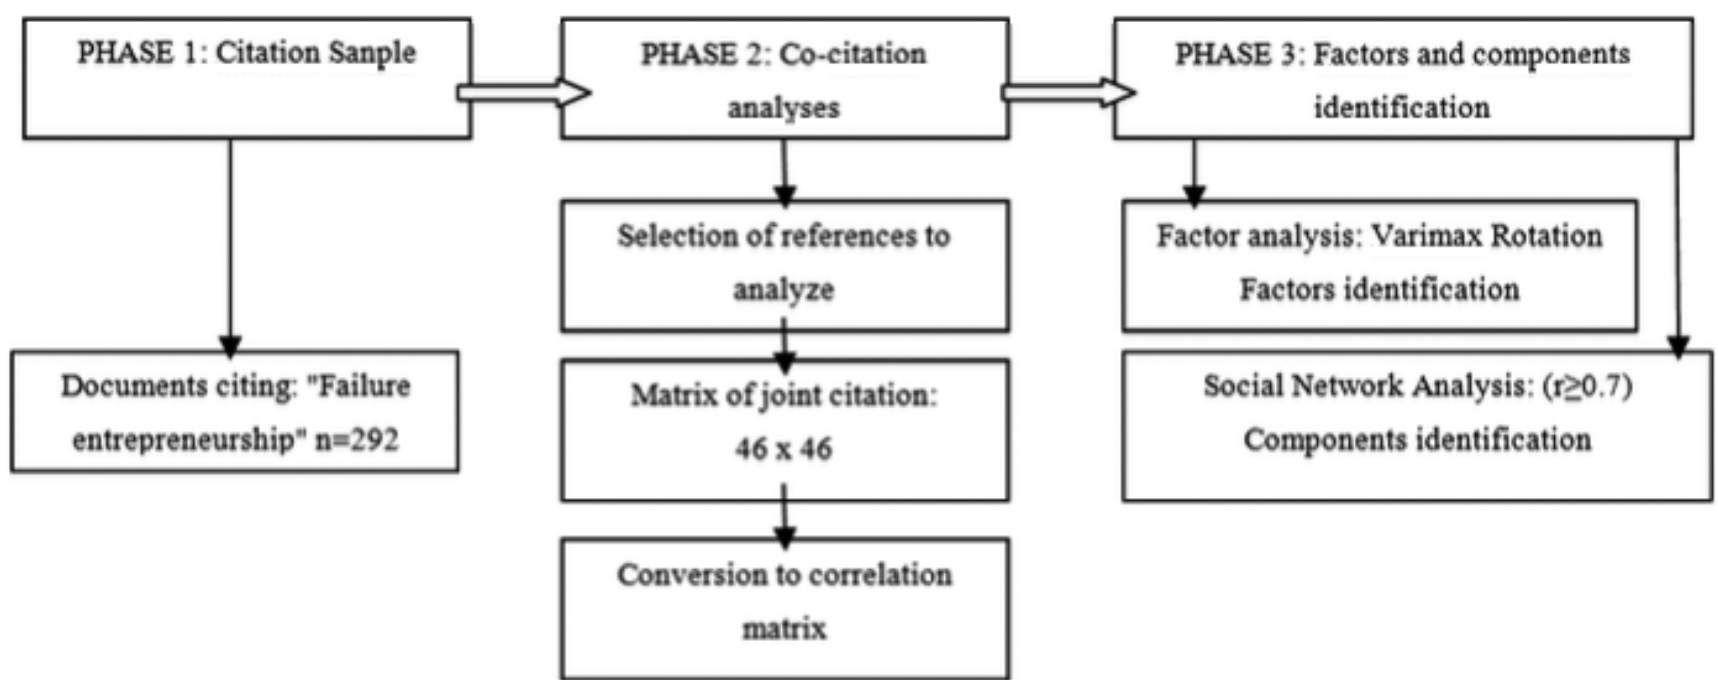 PHASE 1: Citation Sanple
PHASE 2: Co-citation
analyses
PHASE 3: Factors and components
identification
Documents citing: "Failure
entrepreneurship" n=292
Selection of references to
analyze
Matrix of joint citation:
46 x 46
Conversion to correlation
matrix
Factor analysis: Varimax Rotation
Factors identification
Social Network Analysis: (r≥0.7)
Components identification